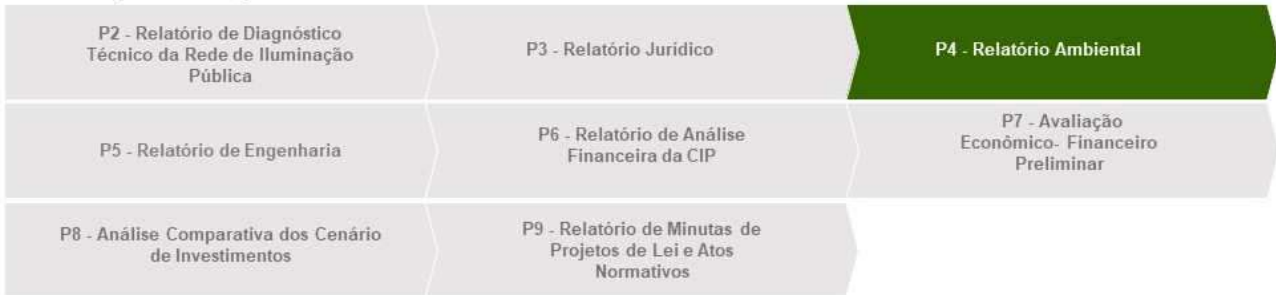 P2 - Relatório de Diagnóstico
Técnico da Rede de Iluminação
Pública
P3 - Relatório Jurídico
P4 - Relatório Ambiental
P5 - Relatório de Engenharia
P6 - Relatório de Análise
Financeira da CIP
P7 - Avaliação
Econômico- Financeiro
Preliminar
P8 - Análise Comparativa dos Cenário
de Investimentos
P9 - Relatório de Minutas de
Projetos de Lei e Atos
Normativos